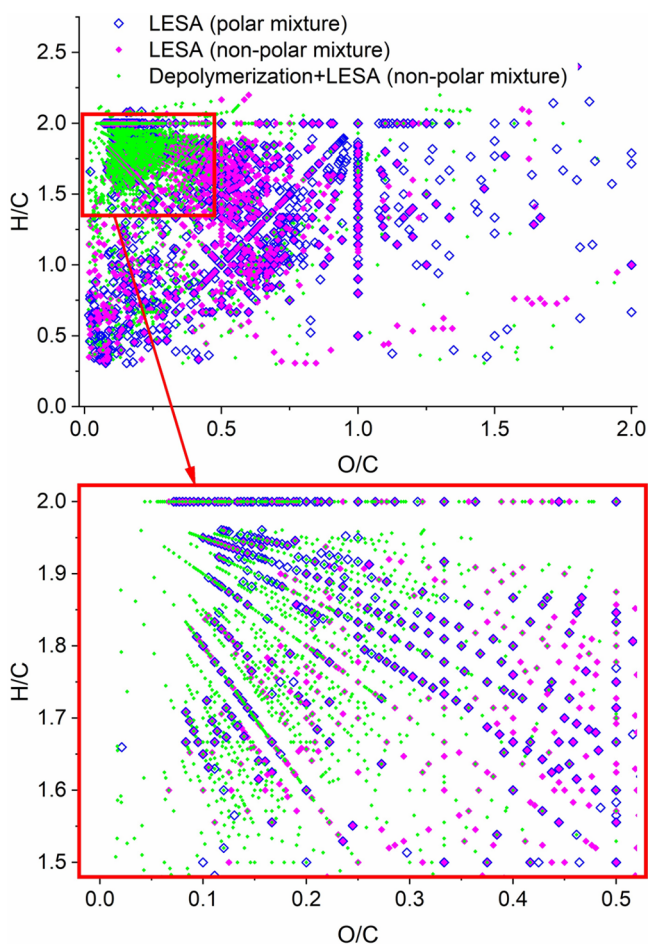 LESA (polar mixture)
LESA (non-polar mixture)
Depolymerization+LESA (non-polar mixture)
2.5
2.0
1.5
1.0
0.5
0.0
H/C
0.0 0.5 1.0 1.5 2.0
O/C
2.0
1.9
1.8
1.7
1.6
1.5
H/C
0.0 0.1 0.2 0.3 0.4 0.5
O/C